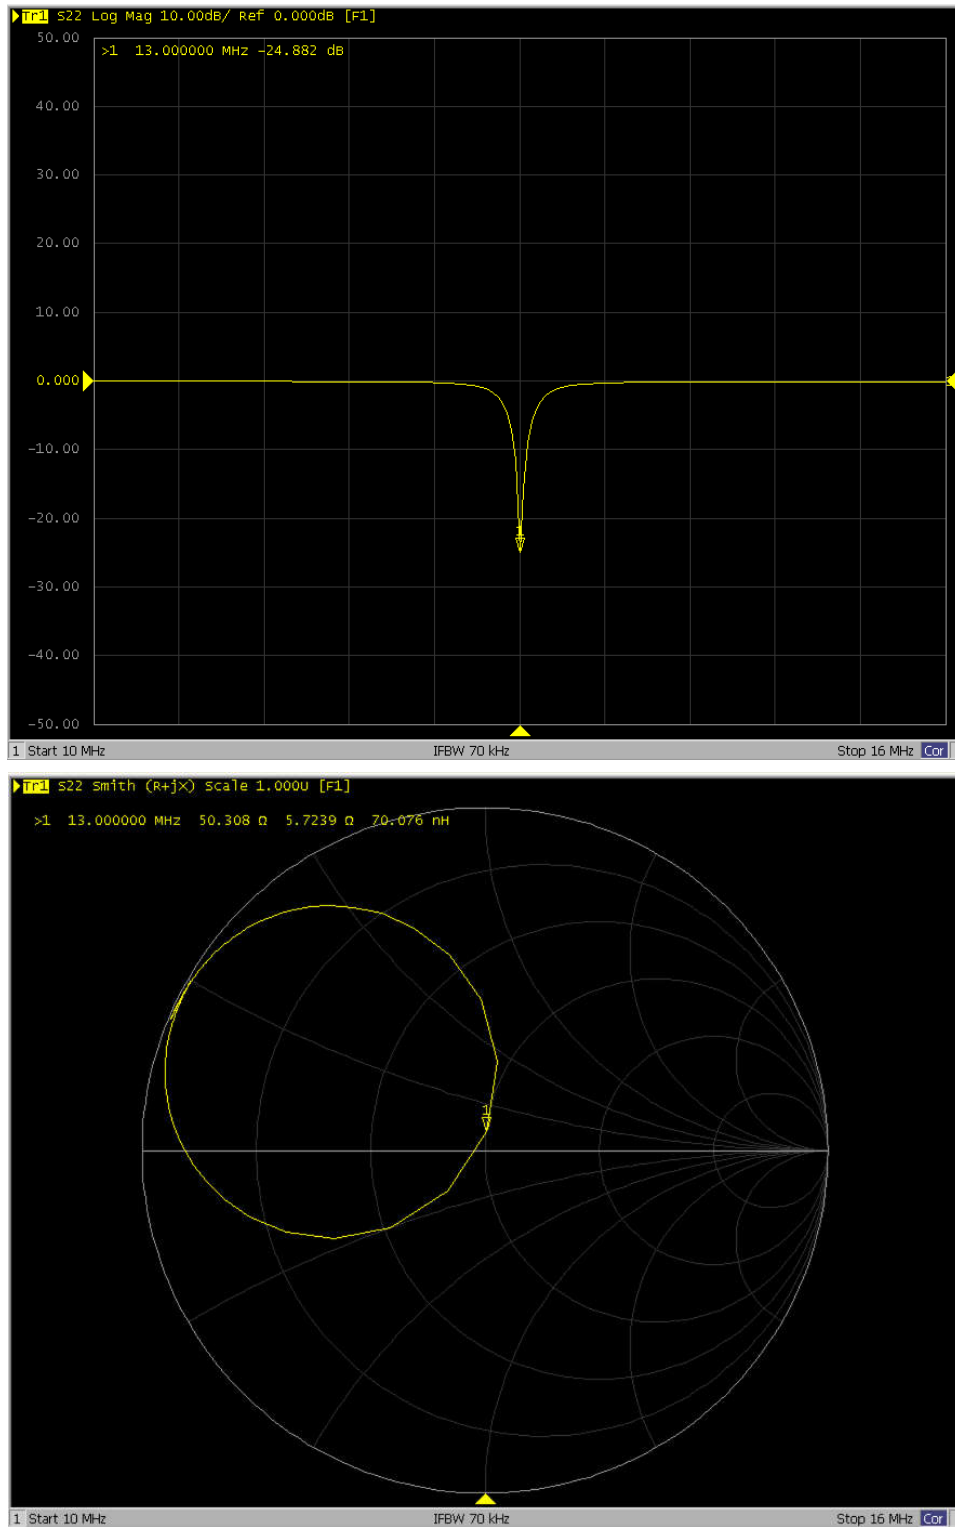 Tr1 S22 Log Mag 10.00dB/ Ref 0.000dB [F1]
50.00
>1 13.000000 MHz -24.882 dB
40.00
30.00
20.00
10.00
0.000
-10.00
-20.00
1
-30.00
-40.00
-50.00
1 Start 10 MHz IFBW 70 kHz Stop 16 MHz Cor
Tr1 S22 Smith (R+jX) Scale 1.000U [F1]
>1 13.000000 MHz 50.308 Ω 5.7239 Ω 70.076 nH
1
1 Start 10 MHz IFBW 70 kHz Stop 16 MHz Cor